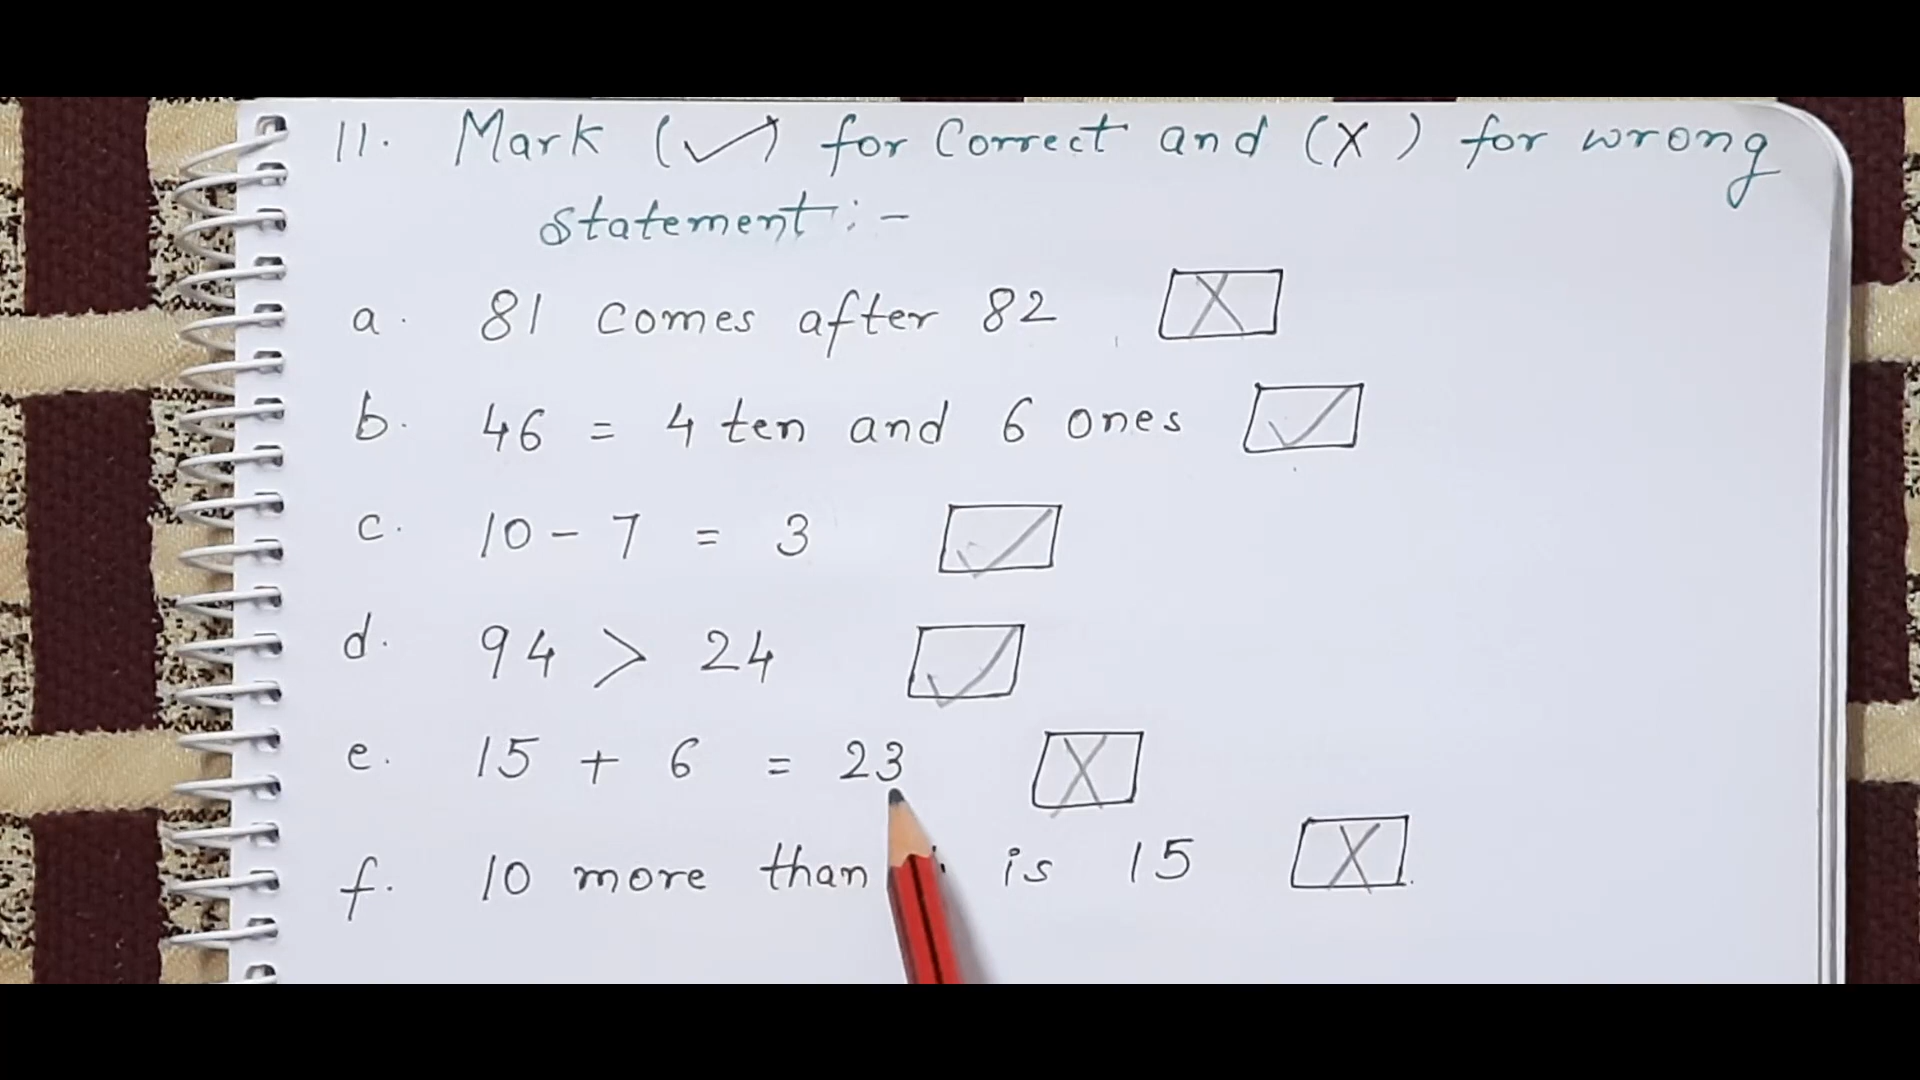 11. Mark (✓) for Correct and (X) for wrong
statement :-
a. 81 comes after 82 X
b. 46 = 4 ten and 6 ones ✓
c. 10 - 7 = 3 ✓
d. 94 > 24 ✓
e. 15 + 6 = 23 X
f. 10 more than is 15 X